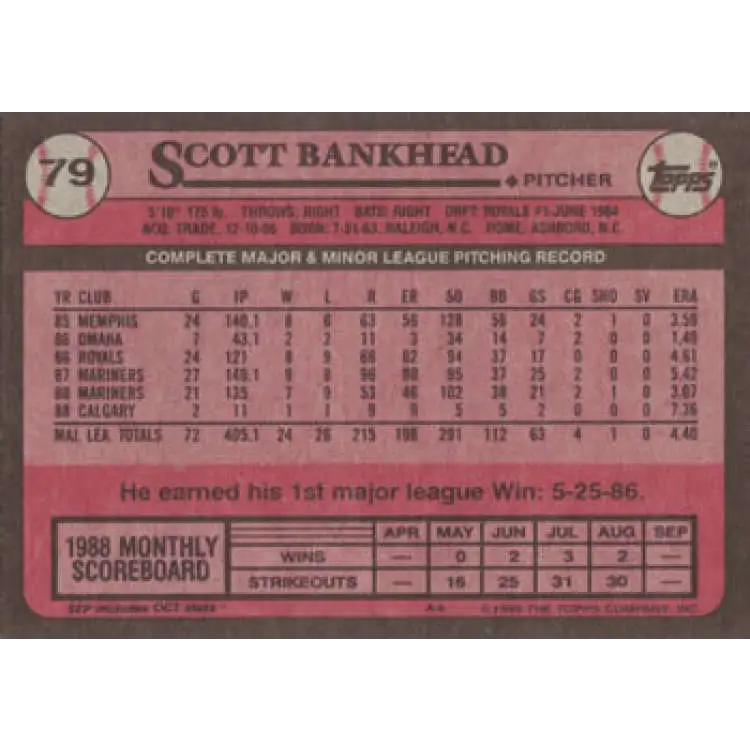 79
SCOTT BANKHEAD
TOPPS®
◆ PITCHER
5'10" 175 lb. THROWS: RIGHT BATS: RIGHT DRFT: ROYALS #1-JUNE 1984
ACQ: TRADE, 12-10-86 BORN: 7-31-63, RALEIGH, N.C. HOME: ASHBORO, N.C.
COMPLETE MAJOR & MINOR LEAGUE PITCHING RECORD
YR CLUB G IP W L R ER SO BB GS CG SHO SV ERA
85 MEMPHIS 24 140.1 8 6 63 56 128 56 24 2 1 0 3.59
86 OMAHA 7 43.1 2 2 11 34 14 7 2 0 0 1.49
86 ROYALS 24 121 8 9 66 62 94 37 17 0 0 0 4.61
87 MARINERS 27 149.1 9 8 96 90 95 37 25 2 0 0 5.42
88 MARINERS 21 135 7 9 53 46 102 38 21 2 1 0 3.07
88 CALGARY 2 11 1 1 9 9 5 5 2 0 0 0 7.36
MAJ. LEA. TOTALS 72 405.1 24 26 215 198 291 112 63 4 1 0 4.40
He earned his 1st major league Win: 5-25-86.
1988 MONTHLY SCOREBOARD
APR MAY JUN JUL AUG SEP
WINS — 0 2 3 2 —
STRIKEOUTS — 16 25 31 30 —
SEP includes OCT stats © 1989 THE TOPPS COMPANY, INC.